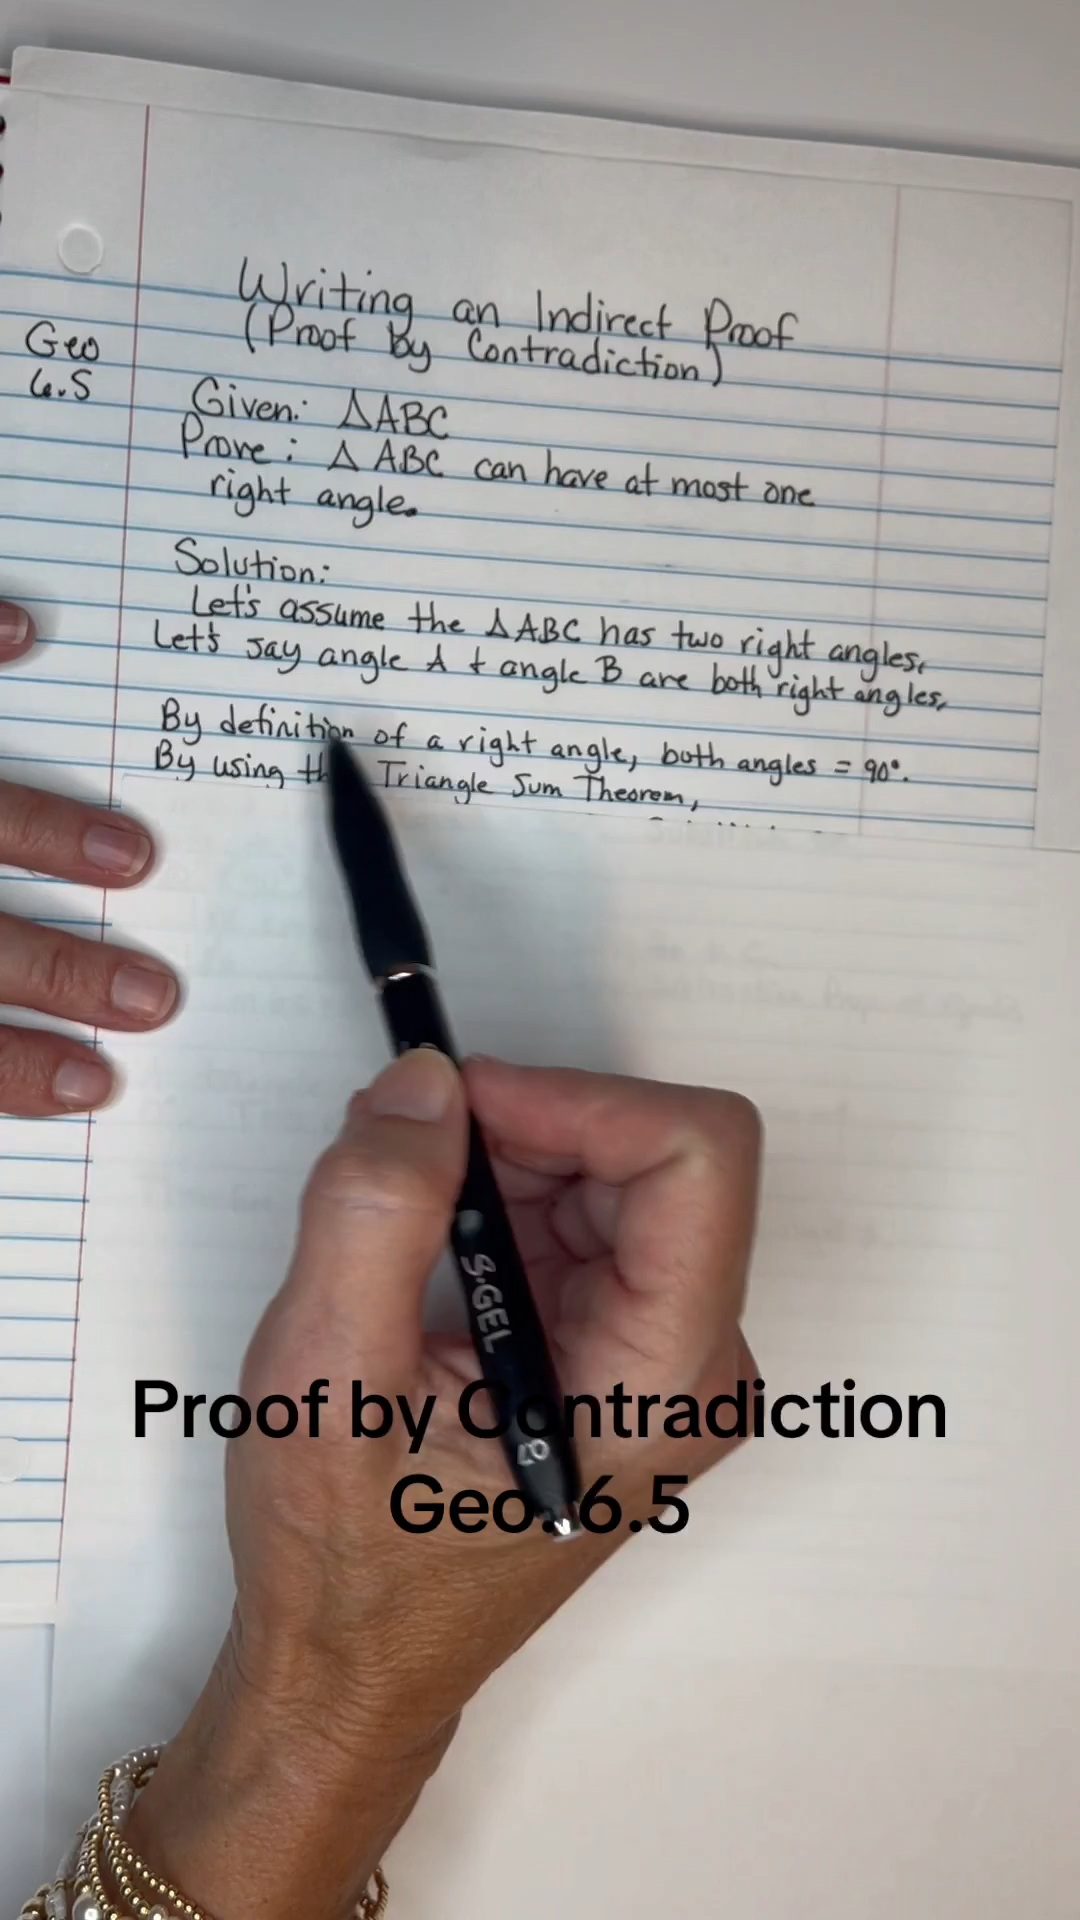 Writing an Indirect Proof
(Proof by Contradiction)
Geo
6.5
Given: △ABC
Prove: △ABC can have at most one
right angle.
Solution:
Let's assume the △ABC has two right angles,
Let's say angle A + angle B are both right angles,
By definition of a right angle, both angles = 90°.
By using the Triangle Sum Theorem,
S·GEL
07
Proof by Contradiction
Geo. 6.5